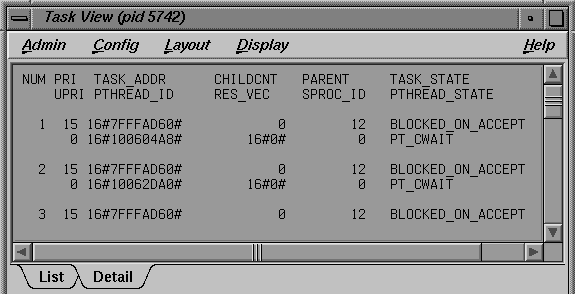 Task View (pid 5742)
Admin Config Layout Display Help
NUM PRI TASK_ADDR CHILDCNT PARENT TASK_STATE
UPRI PTHREAD_ID RES_VEC SPROC_ID PTHREAD_STATE
1 15 16#7FFFAD60# 0 12 BLOCKED_ON_ACCEPT
0 16#100604A8# 16#0# 0 PT_CWAIT
2 15 16#7FFFAD60# 0 12 BLOCKED_ON_ACCEPT
0 16#10062DA0# 16#0# 0 PT_CWAIT
3 15 16#7FFFAD60# 0 12 BLOCKED_ON_ACCEPT
List Detail